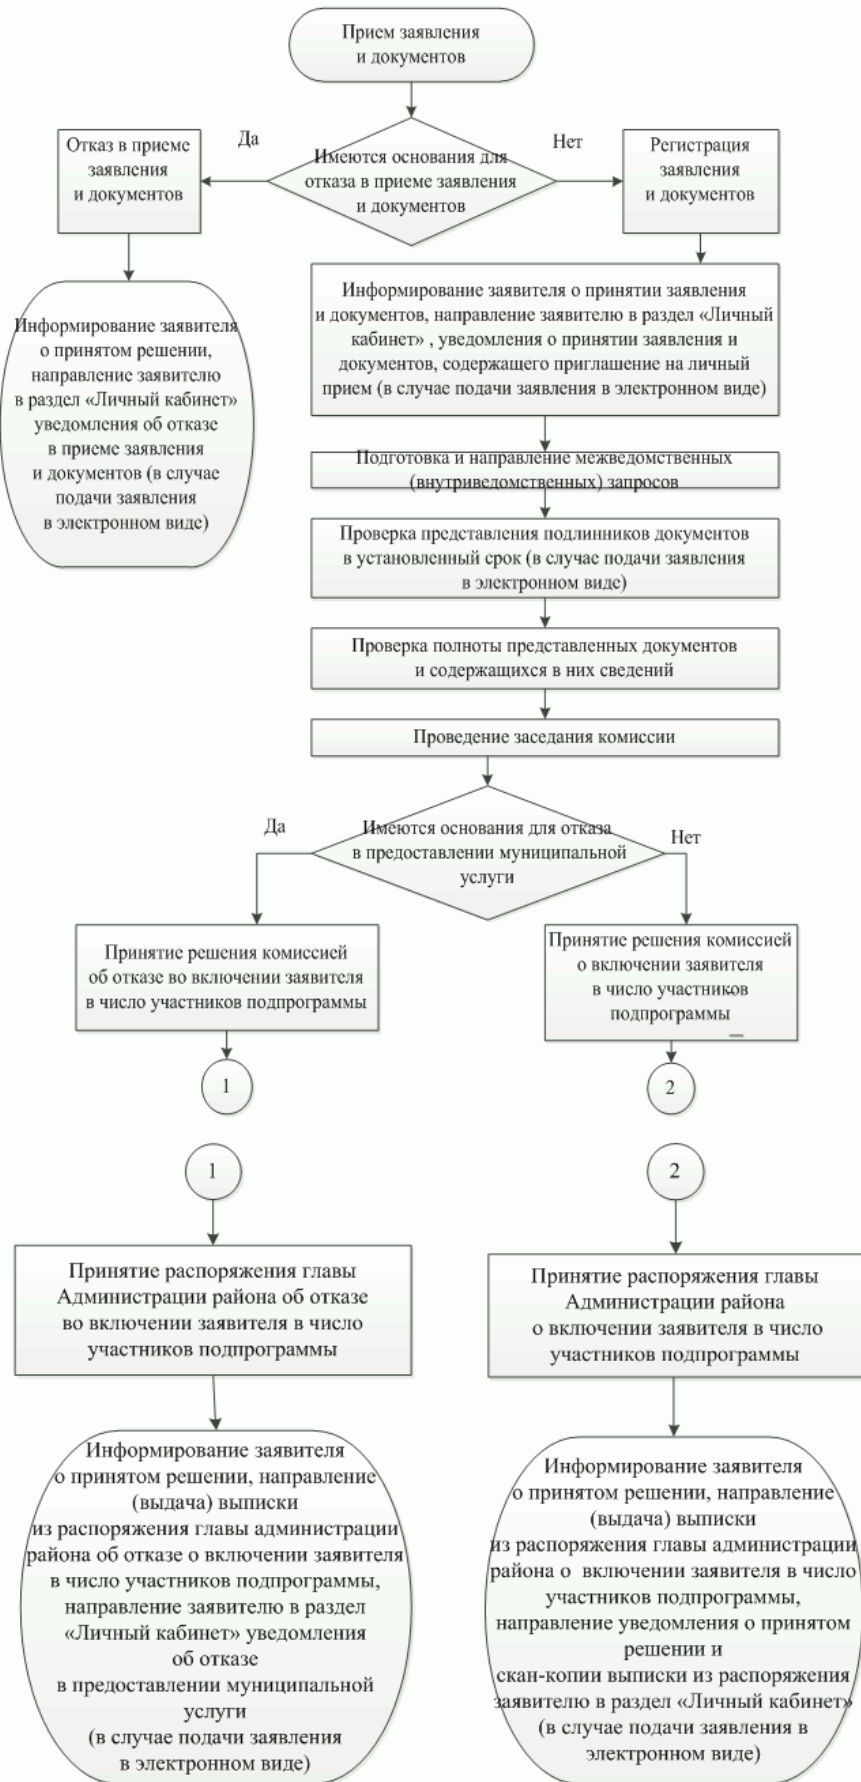 Прием заявления
и документов
Да
Нет
Имеются основания для
отказа в приеме заявления
и документов
Отказ в приеме
заявления
и документов
Регистрация
заявления
и документов
Информирование заявителя
о принятом решении,
направление заявителю
в раздел «Личный кабинет»
уведомления об отказе
в приеме заявления
и документов (в случае
подачи заявления
в электронном виде)
Информирование заявителя о принятии заявления
и документов, направление заявителю в раздел «Личный
кабинет» , уведомления о принятии заявления и
документов, содержащего приглашение на личный
прием (в случае подачи заявления в электронном виде)
Подготовка и направление межведомственных
(внутриведомственных) запросов
Проверка представления подлинников документов
в установленный срок (в случае подачи заявления
в электронном виде)
Проверка полноты представленных документов
и содержащихся в них сведений
Проведение заседания комиссии
Да
Нет
Имеются основания для отказа
в предоставлении муниципальной
услуги
Принятие решения комиссией
об отказе во включении заявителя
в число участников подпрограммы
Принятие решения комиссией
о включении заявителя
в число участников
подпрограммы
1
2
1
2
Принятие распоряжения главы
Администрации района об отказе
во включении заявителя в число
участников подпрограммы
Принятие распоряжения главы
Администрации района
о включении заявителя в число
участников подпрограммы
Информирование заявителя
о принятом решении, направление
(выдача) выписки
из распоряжения главы администрации
района об отказе о включении заявителя
в число участников подпрограммы,
направление заявителю в раздел
«Личный кабинет» уведомления
об отказе
в предоставлении муниципальной
услуги
(в случае подачи заявления
в электронном виде)
Информирование заявителя
о принятом решении, направление
(выдача) выписки
из распоряжения главы администрации
района о включении заявителя в число
участников подпрограммы,
направление уведомления о принятом
решении и
скан-копии выписки из распоряжения
заявителю в раздел «Личный кабинет»
(в случае подачи заявления в
электронном виде)